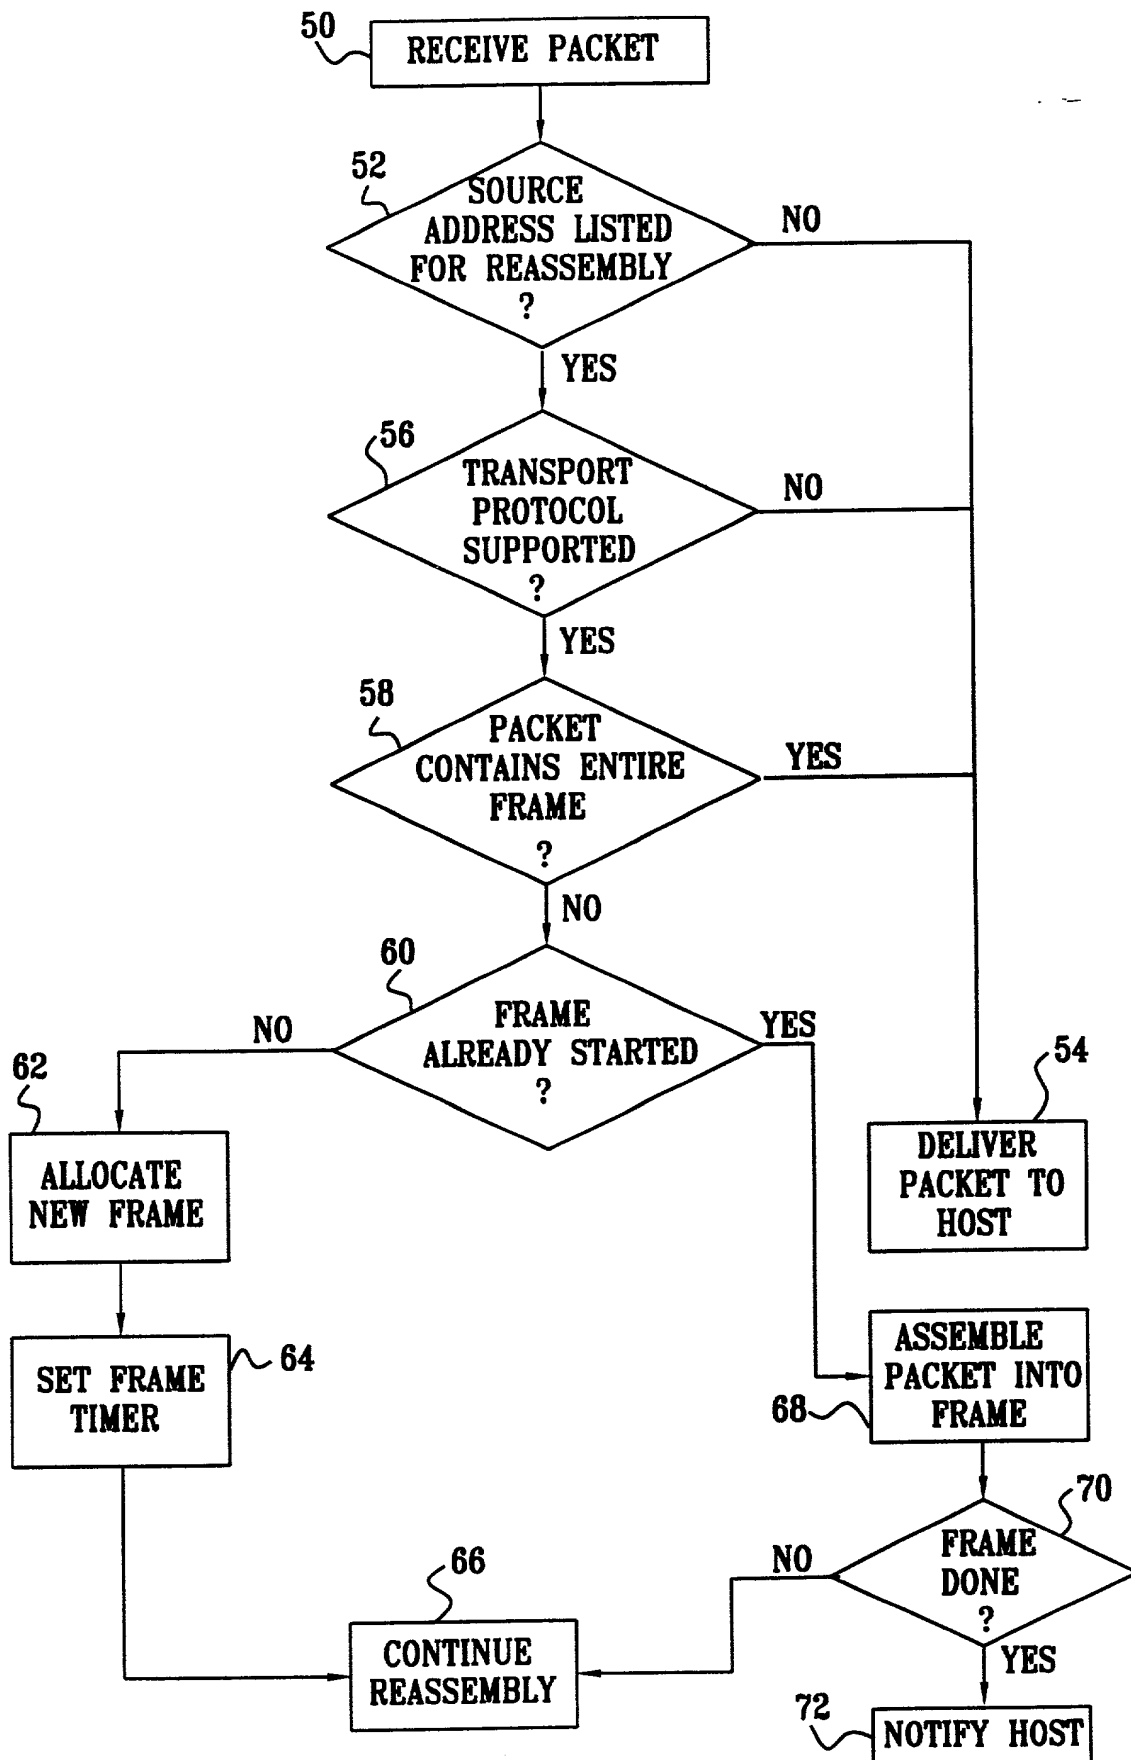 50
RECEIVE PACKET
52
SOURCE
ADDRESS LISTED
FOR REASSEMBLY
?
NO
YES
56
TRANSPORT
PROTOCOL
SUPPORTED
?
NO
YES
58
PACKET
CONTAINS ENTIRE
FRAME
?
YES
NO
60
FRAME
ALREADY STARTED
?
NO
YES
62
ALLOCATE
NEW FRAME
54
DELIVER
PACKET TO
HOST
SET FRAME
TIMER
64
ASSEMBLE
PACKET INTO
FRAME
68
70
FRAME
DONE
?
NO
YES
66
CONTINUE
REASSEMBLY
72
NOTIFY HOST